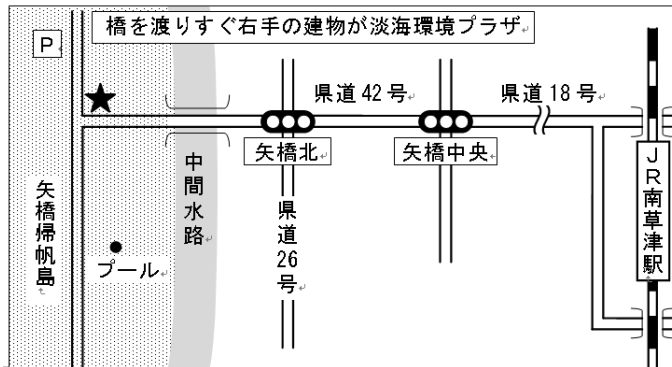 橋を渡りすぐ右手の建物が淡海環境プラザ
P
県道42号
県道18号
矢橋北
矢橋中央
中間水路
県道26号
JR南草津駅
矢橋帰帆島
プール